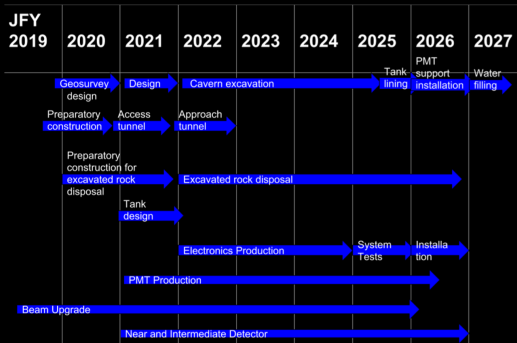 JFY
2019 2020 2021 2022 2023 2024 2025 2026 2027
Geosurvey
design
Design
Cavern excavation
Tank
lining
PMT
support
installation
Water
filling
Preparatory
construction
Access
tunnel
Approach
tunnel
Preparatory
construction for
excavated rock
disposal
Excavated rock disposal
Tank
design
Electronics Production
System
Tests
Installa
tion
PMT Production
Beam Upgrade
Near and Intermediate Detector